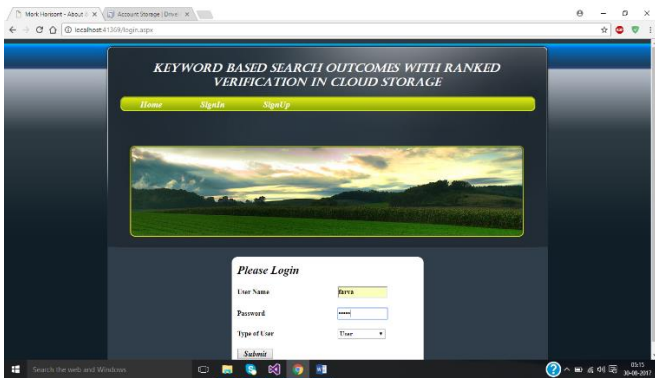 Mark Harisont - About
Account Storage | Drive
localhost:41309/login.aspx
KEYWORD BASED SEARCH OUTCOMES WITH RANKED
VERIFICATION IN CLOUD STORAGE
Home SignIn SignUp
Please Login
User Name
Password •••••
Type of User User
Submit
Search the web and Windows
03:15
30-08-2017